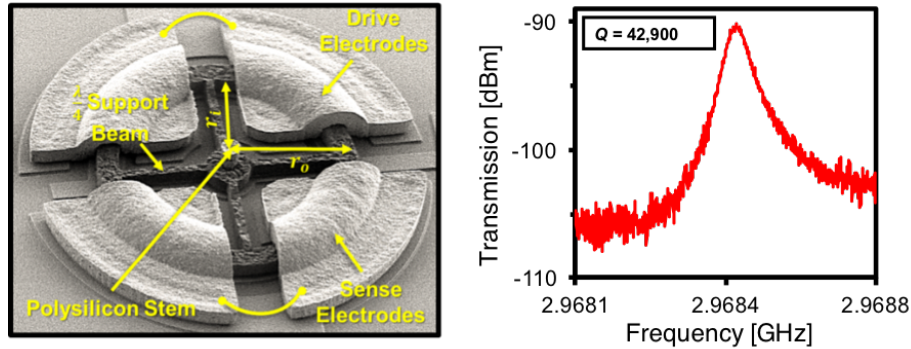 Drive
Electrodes
λ/4 Support
Beam
r_i
r_o
Polysilicon Stem
Sense
Electrodes
Q = 42,900
Transmission [dBm]
-90
-100
-110
2.9681
2.9684
2.9688
Frequency [GHz]